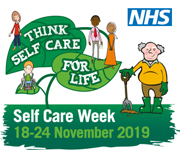 NHS
THINK
SELF CARE
FOR
LIFE
Self Care Week
18-24 November 2019